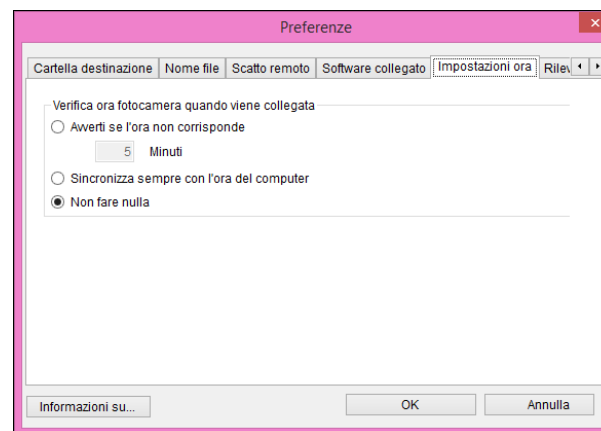 Preferenze
Cartella destinazione Nome file Scatto remoto Software collegato Impostazioni ora Rilev
Verifica ora fotocamera quando viene collegata
Avverti se l'ora non corrisponde
5 Minuti
Sincronizza sempre con l'ora del computer
Non fare nulla
Informazioni su... OK Annulla